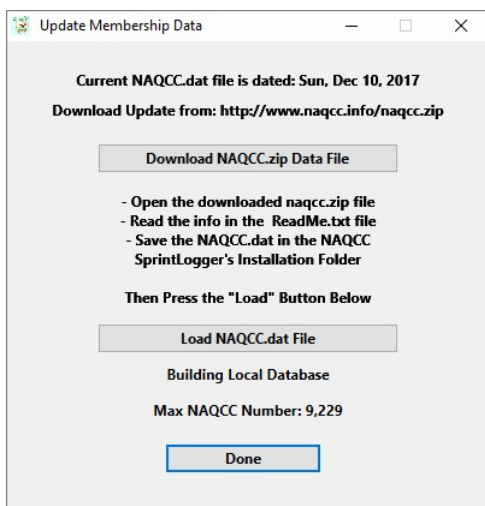 Update Membership Data
Current NAQCC.dat file is dated: Sun, Dec 10, 2017
Download Update from: http://www.naqcc.info/naqcc.zip
Download NAQCC.zip Data File
- Open the downloaded naqcc.zip file
- Read the info in the  ReadMe.txt file
- Save the NAQCC.dat in the NAQCC
SprintLogger's Installation Folder
Then Press the "Load" Button Below
Load NAQCC.dat File
Building Local Database
Max NAQCC Number: 9,229
Done